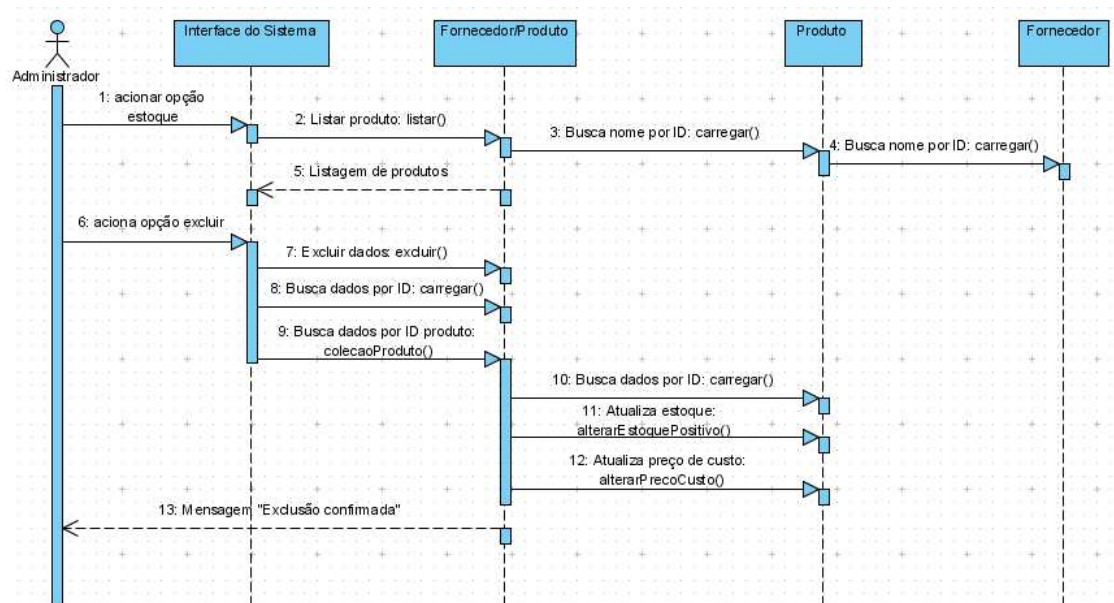 Interface do Sistema
Fornecedor/Produto
Produto
Fornecedor
Administrador
1: acionar opção
estoque
2: Listar produto: listar()
3: Busca nome por ID: carregar()
4: Busca nome por ID: carregar()
5: Listagem de produtos
6: aciona opção excluir
7: Excluir dados: excluir()
8: Busca dados por ID: carregar()
9: Busca dados por ID produto:
colecaoProduto()
10: Busca dados por ID: carregar()
11: Atualiza estoque:
alterarEstoquePositivo()
12: Atualiza preço de custo:
alterarPrecoCusto()
13: Mensagem "Exclusão confirmada"